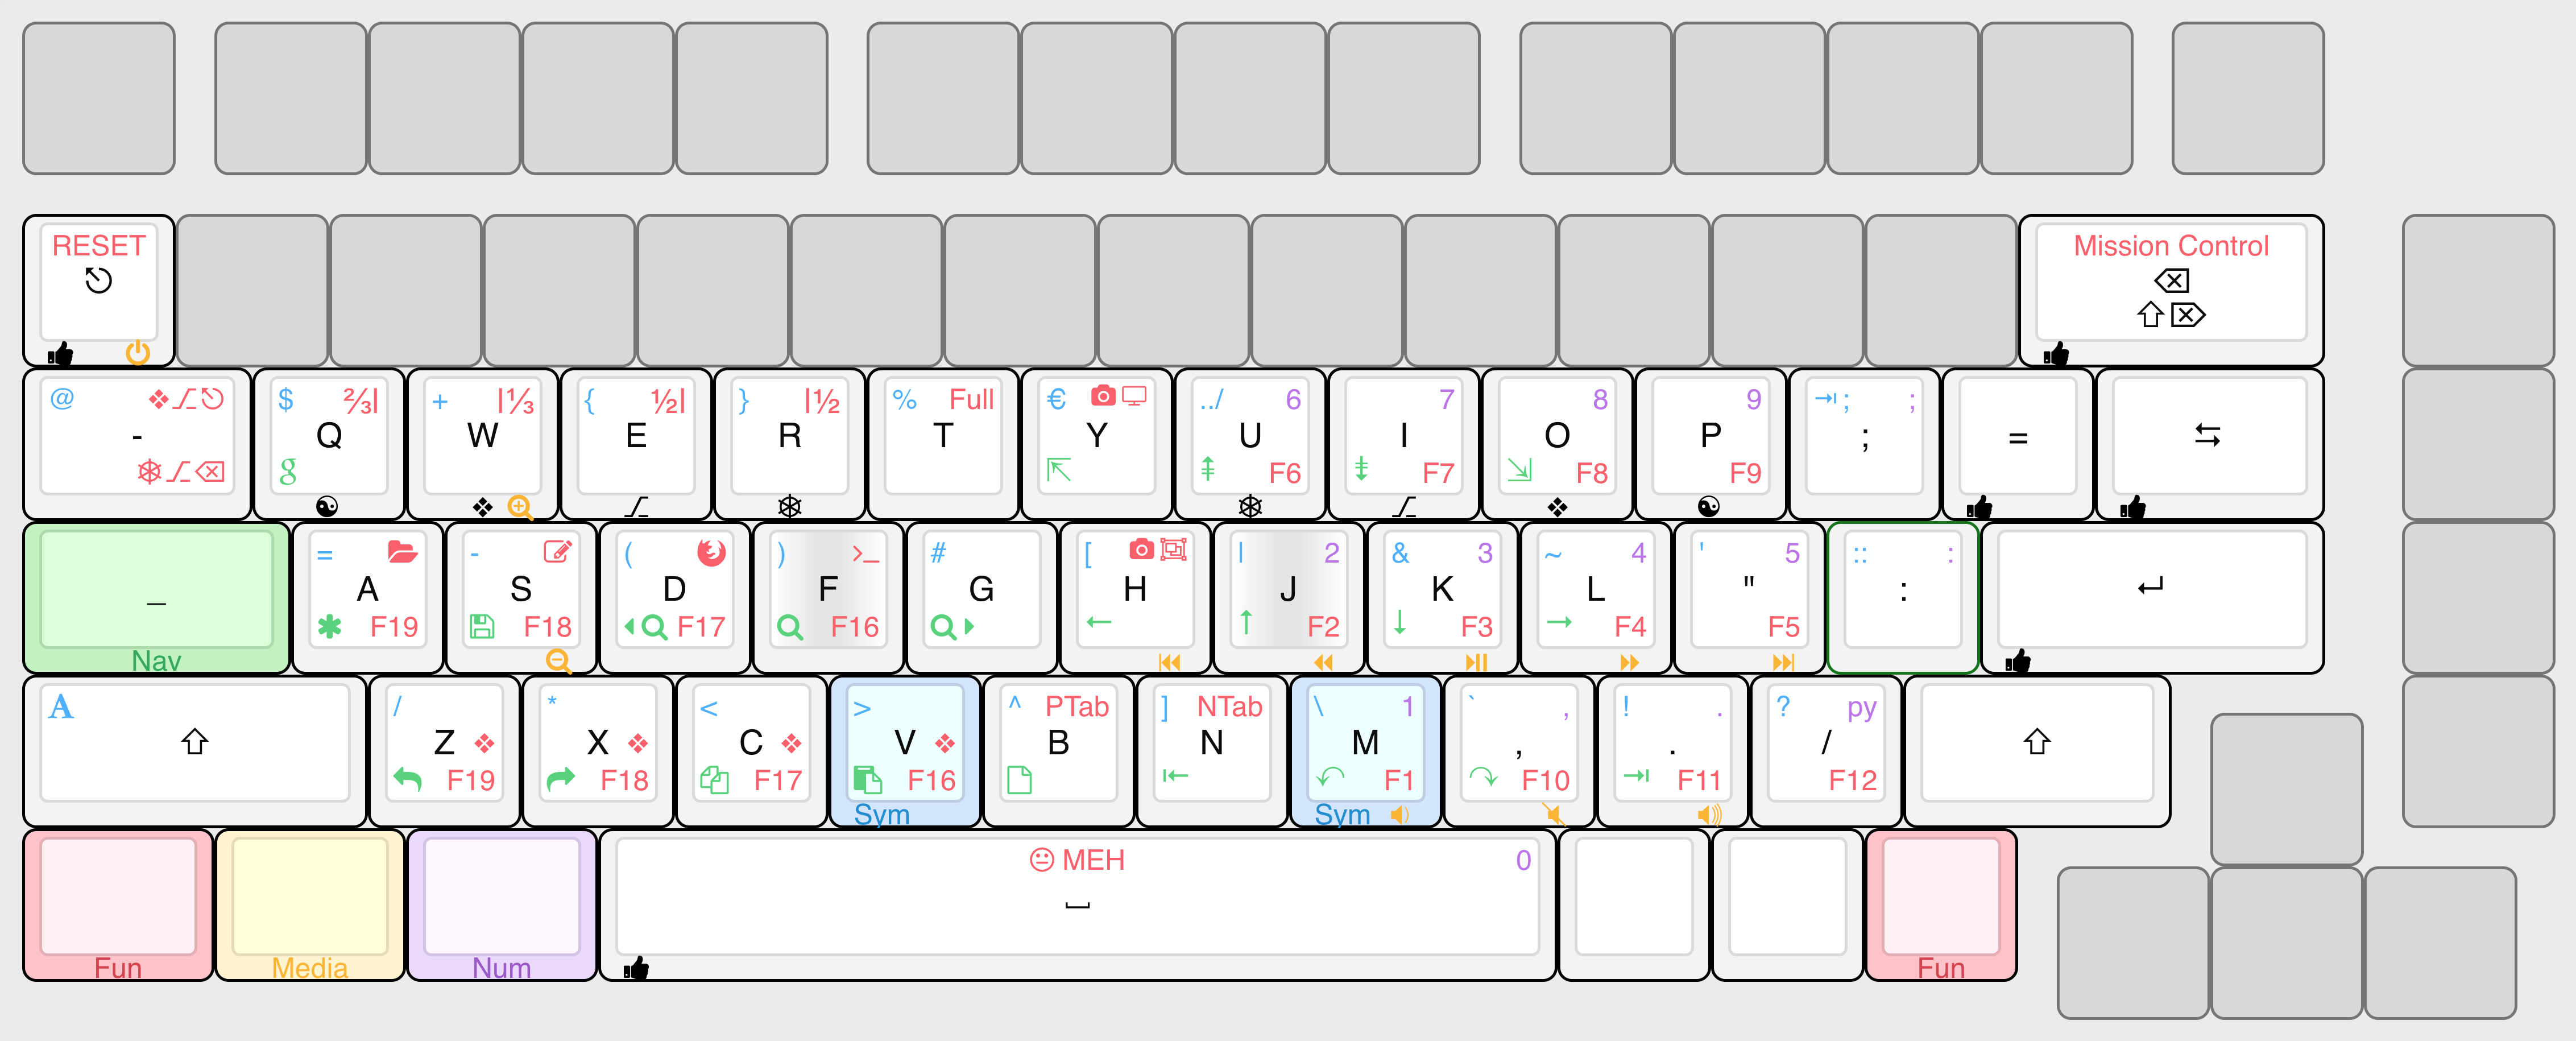 RESET
Mission Control
@ -
$ ⅔| Q g
+ |⅓ W
{ ½| E
} |½ R
% Full T
€ Y
../ 6 U F6
7 I F7
8 O F8
9 P F9
; ; ;
=
_ Nav
= A F19
- S F18
( D F17
) >_ F F16
# G
[ H
| 2 J F2
& 3 K F3
~ 4 L F4
' 5 " F5
:: : :
A
/ Z F19
* X F18
< C F17
> V F16 Sym
^ PTab B
] NTab N
\ 1 M F1 Sym
` , , F10
! . . F11
? py / F12
Fun
Media
Num
MEH 0
Fun